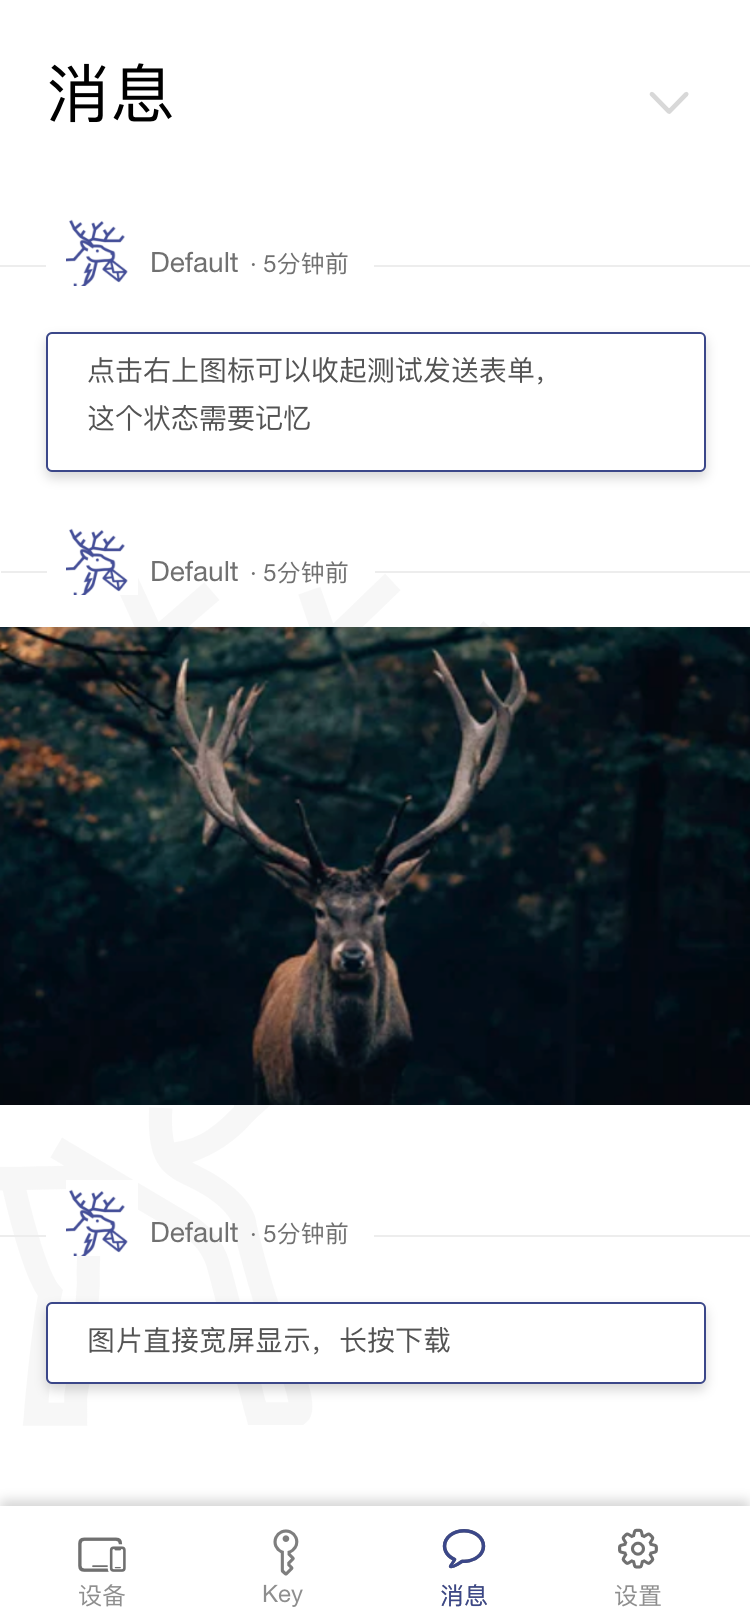 消息
Default · 5分钟前
点击右上图标可以收起测试发送表单，
这个状态需要记忆
Default · 5分钟前
Default · 5分钟前
图片直接宽屏显示，长按下载
设备
Key
消息
设置